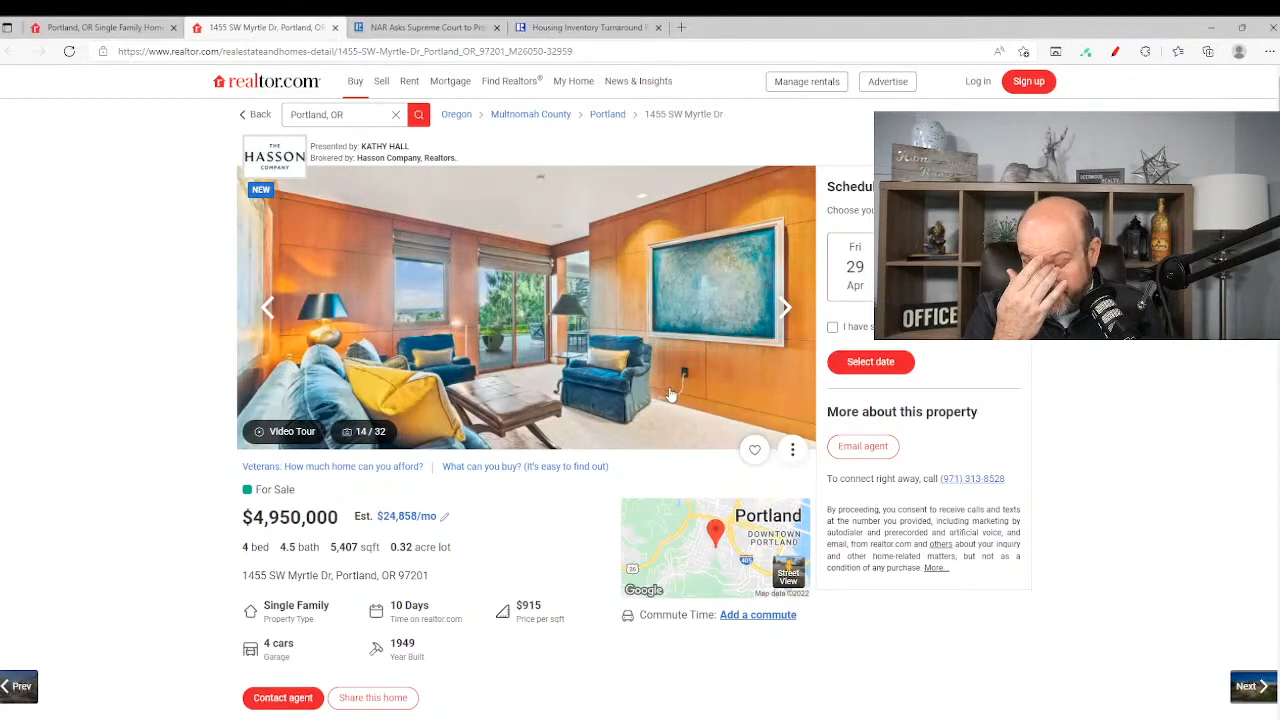 Portland, OR Single Family Home
1455 SW Myrtle Dr, Portland, OR
NAR Asks Supreme Court to Pro
Housing Inventory Turnaround F
https://www.realtor.com/realestateandhomes-detail/1455-SW-Myrtle-Dr_Portland_OR_97201_M26050-32959
realtor.com
Buy Sell Rent Mortgage Find Realtors® My Home News & Insights
Manage rentals Advertise Log in Sign up
Back Portland, OR Oregon > Multnomah County > Portland > 1455 SW Myrtle Dr
THE
HASSON
COMPANY
Presented by: KATHY HALL
Brokered by: Hasson Company, Realtors.
NEW
Schedu
Choose you
Fri
29
Apr
I have s
Select date
OFFICE
DEERWOOD REALTY
More about this property
Email agent
To connect right away, call (971) 313-8528
By proceeding, you consent to receive calls and texts
at the number you provided, including marketing by
autodialer and prerecorded and artificial voice, and
email, from realtor.com and others about your inquiry
and other home-related matters, but not as a
condition of any purchase. More...
Video Tour 14 / 32
Veterans: How much home can you afford? | What can you buy? (It's easy to find out)
For Sale
$4,950,000 Est. $24,858/mo
4 bed 4.5 bath 5,407 sqft 0.32 acre lot
1455 SW Myrtle Dr, Portland, OR 97201
Single Family
Property Type
10 Days
Time on realtor.com
$915
Price per sqft
4 cars
Garage
1949
Year Built
Portland
DOWNTOWN
PORTLAND
405
26
Street
View
Google
Map data ©2022
Commute Time: Add a commute
Prev
Next
Contact agent Share this home